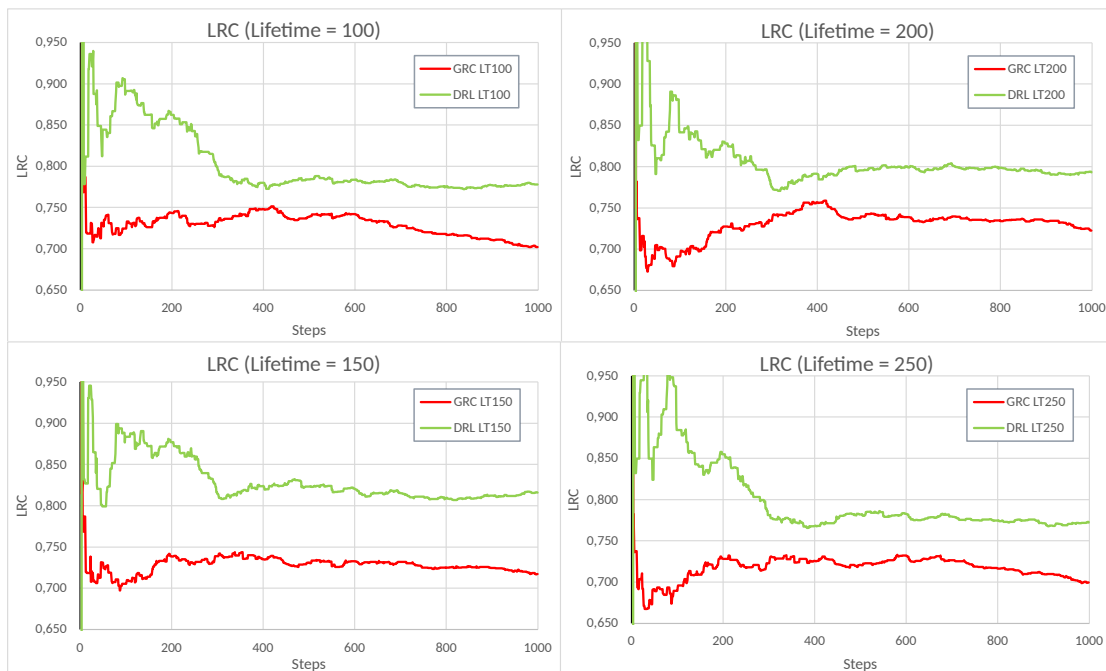 LRC (Lifetime = 100)
0,950
0,900
0,850
0,800
0,750
0,700
0,650
LRC
0 200 400 600 800 1000
Steps
GRC LT100
DRL LT100
LRC (Lifetime = 200)
0,950
0,900
0,850
0,800
0,750
0,700
0,650
LRC
0 200 400 600 800 1000
Steps
GRC LT200
DRL LT200
LRC (Lifetime = 150)
0,950
0,900
0,850
0,800
0,750
0,700
0,650
LRC
0 200 400 600 800 1000
Steps
GRC LT150
DRL LT150
LRC (Lifetime = 250)
0,950
0,900
0,850
0,800
0,750
0,700
0,650
LRC
0 200 400 600 800 1000
Steps
GRC LT250
DRL LT250